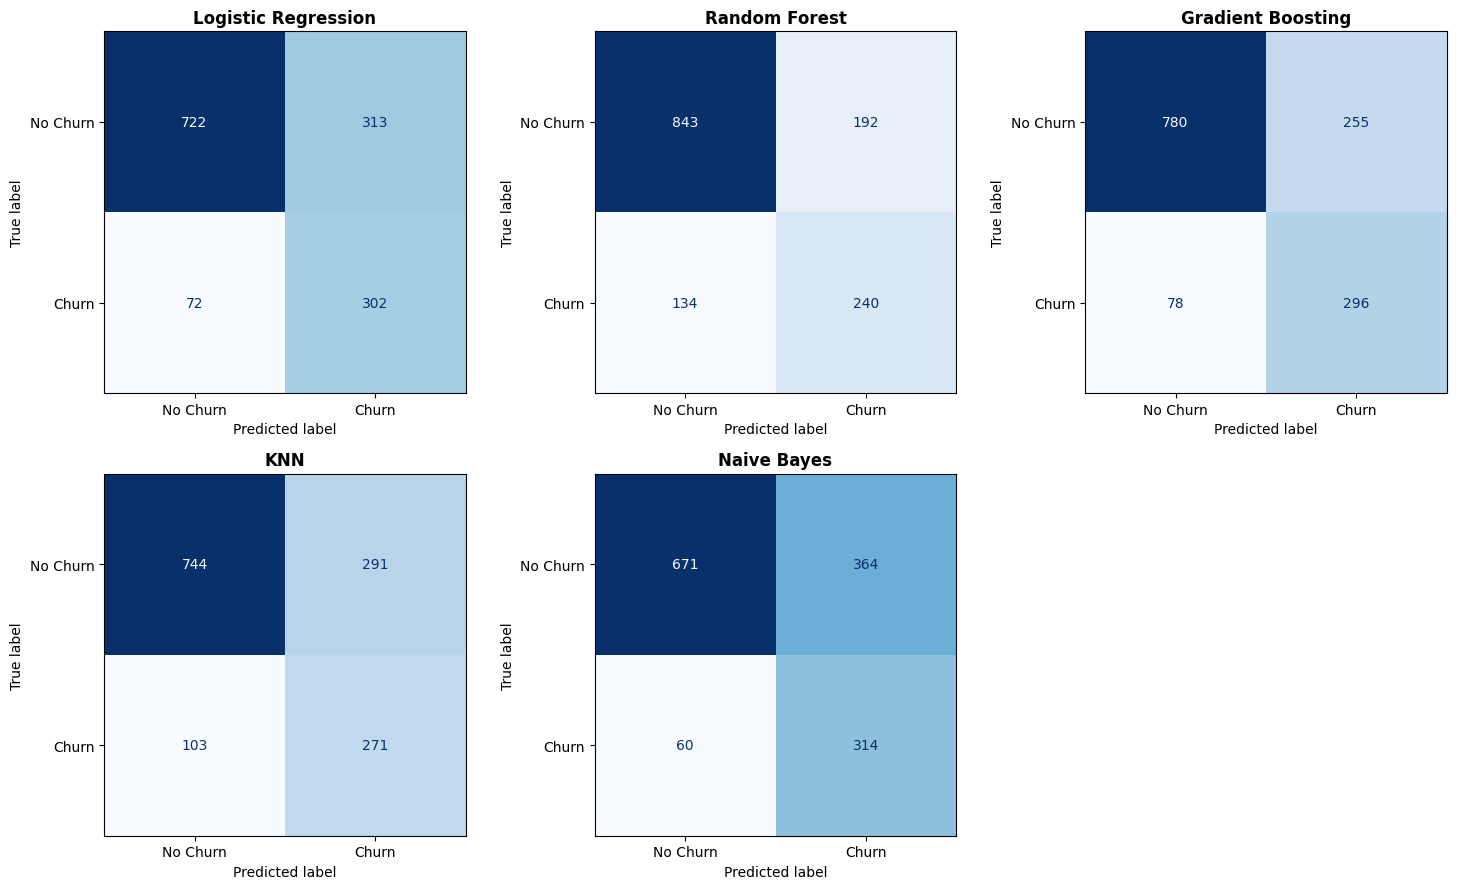 Logistic Regression
No Churn
722
313
Churn
72
302
No Churn
Churn
Predicted label
True label
Random Forest
No Churn
843
192
Churn
134
240
No Churn
Churn
Predicted label
True label
Gradient Boosting
No Churn
780
255
Churn
78
296
No Churn
Churn
Predicted label
True label
KNN
No Churn
744
291
Churn
103
271
No Churn
Churn
Predicted label
True label
Naive Bayes
No Churn
671
364
Churn
60
314
No Churn
Churn
Predicted label
True label